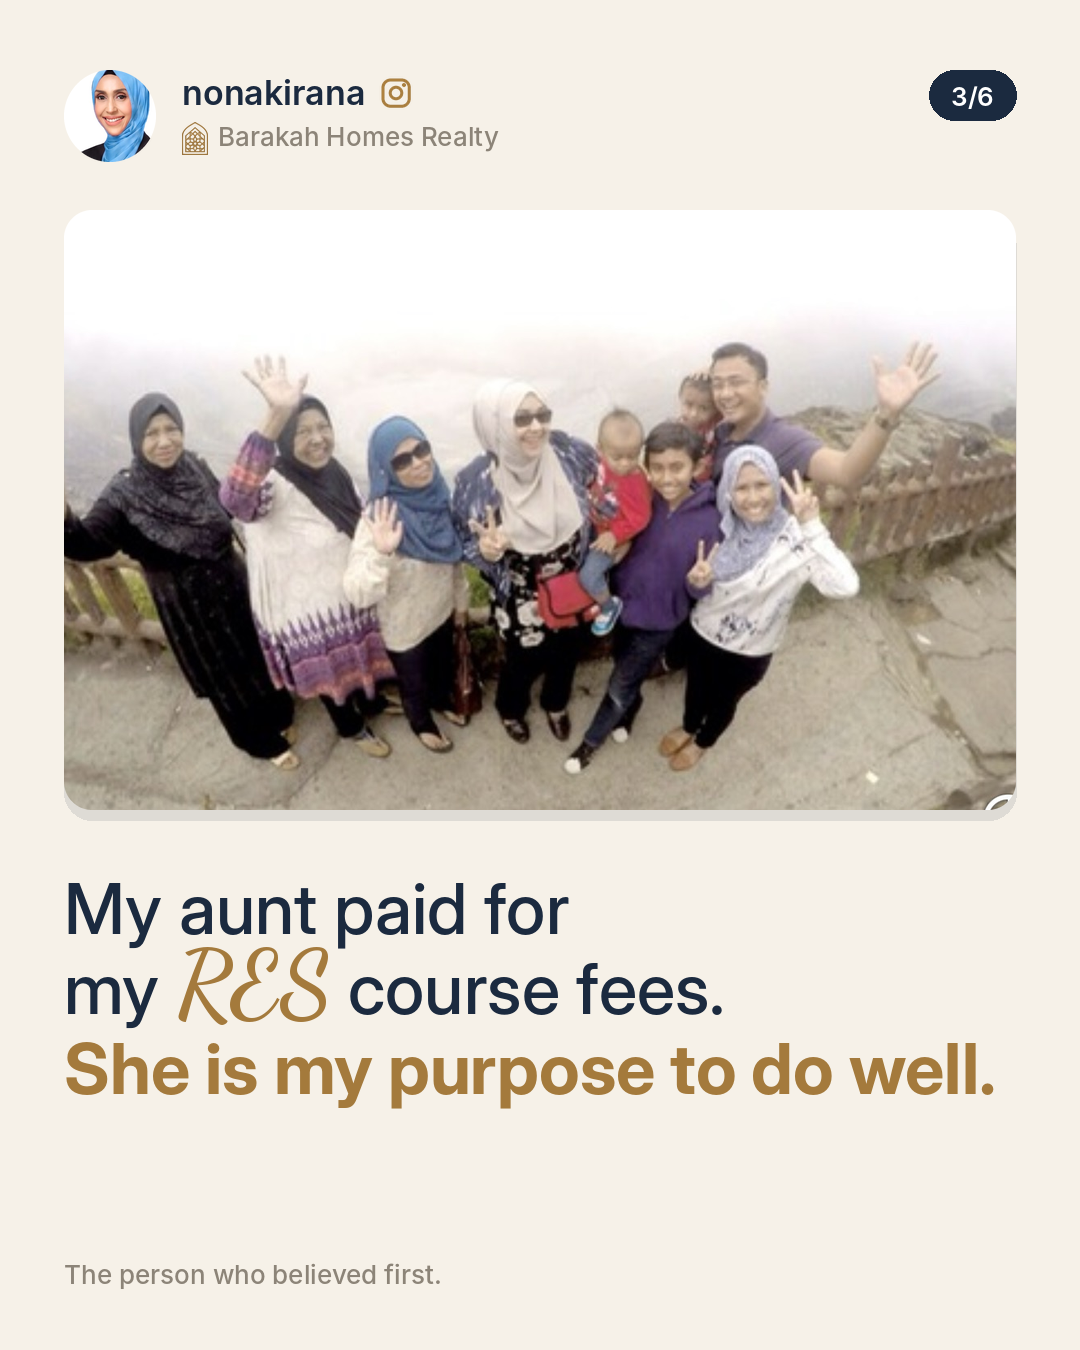 nonakirana
Barakah Homes Realty
3/6
My aunt paid for
my RES course fees.
She is my purpose to do well.
The person who believed first.